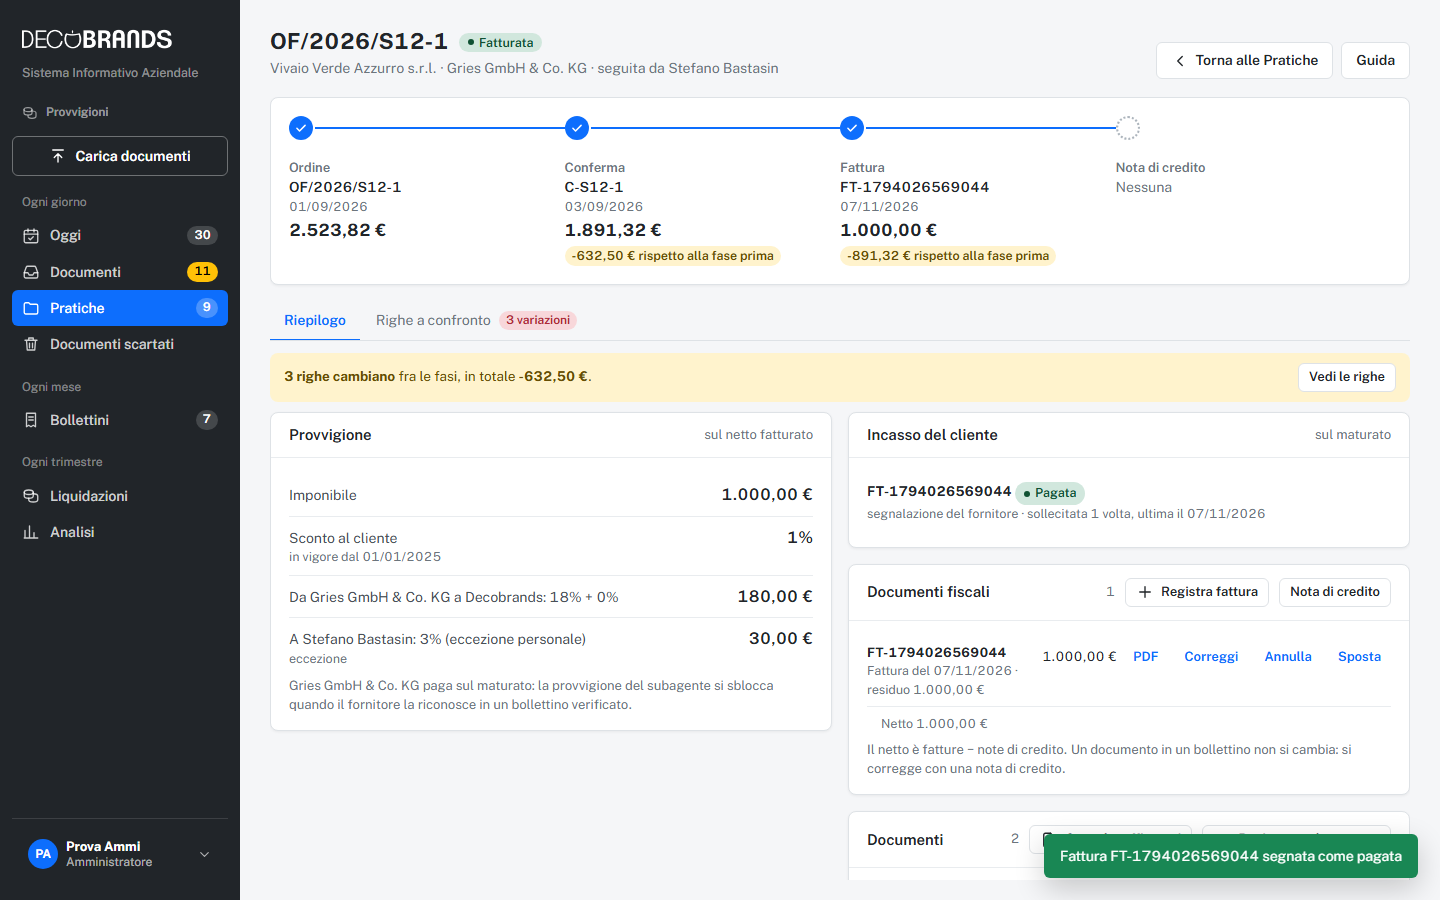 DECOBRANDS
Sistema Informativo Aziendale
Provvigioni
Carica documenti
Ogni giorno
Oggi 30
Documenti 11
Pratiche 9
Documenti scartati
Ogni mese
Bollettini 7
Ogni trimestre
Liquidazioni
Analisi
PA
Prova Ammi
Amministratore
OF/2026/S12-1 Fatturata
Vivaio Verde Azzurro s.r.l. · Gries GmbH & Co. KG · seguita da Stefano Bastasin
Torna alle Pratiche
Guida
Ordine
OF/2026/S12-1
01/09/2026
2.523,82 €
Conferma
C-S12-1
03/09/2026
1.891,32 €
-632,50 € rispetto alla fase prima
Fattura
FT-1794026569044
07/11/2026
1.000,00 €
-891,32 € rispetto alla fase prima
Nota di credito
Nessuna
Riepilogo
Righe a confronto 3 variazioni
3 righe cambiano fra le fasi, in totale -632,50 €.
Vedi le righe
Provvigione sul netto fatturato
Imponibile 1.000,00 €
Sconto al cliente 1%
in vigore dal 01/01/2025
Da Gries GmbH & Co. KG a Decobrands: 18% + 0% 180,00 €
A Stefano Bastasin: 3% (eccezione personale) 30,00 €
eccezione
Gries GmbH & Co. KG paga sul maturato: la provvigione del subagente si sblocca
quando il fornitore la riconosce in un bollettino verificato.
Incasso del cliente sul maturato
FT-1794026569044 Pagata
segnalazione del fornitore · sollecitata 1 volta, ultima il 07/11/2026
Documenti fiscali 1 Registra fattura Nota di credito
FT-1794026569044 1.000,00 € PDF Correggi Annulla Sposta
Fattura del 07/11/2026 ·
residuo 1.000,00 €
Netto 1.000,00 €
Il netto è fatture − note di credito. Un documento in un bollettino non si cambia: si
corregge con una nota di credito.
Documenti 2
Fattura FT-1794026569044 segnata come pagata